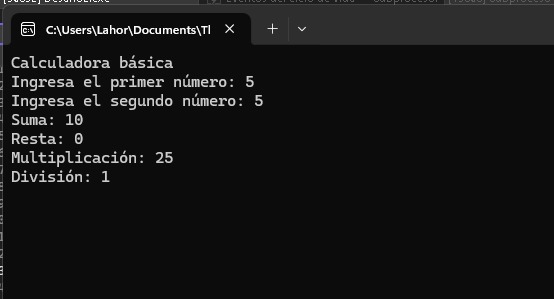 C:\Users\Lahor\Documents\Tl
Calculadora básica
Ingresa el primer número: 5
Ingresa el segundo número: 5
Suma: 10
Resta: 0
Multiplicación: 25
División: 1